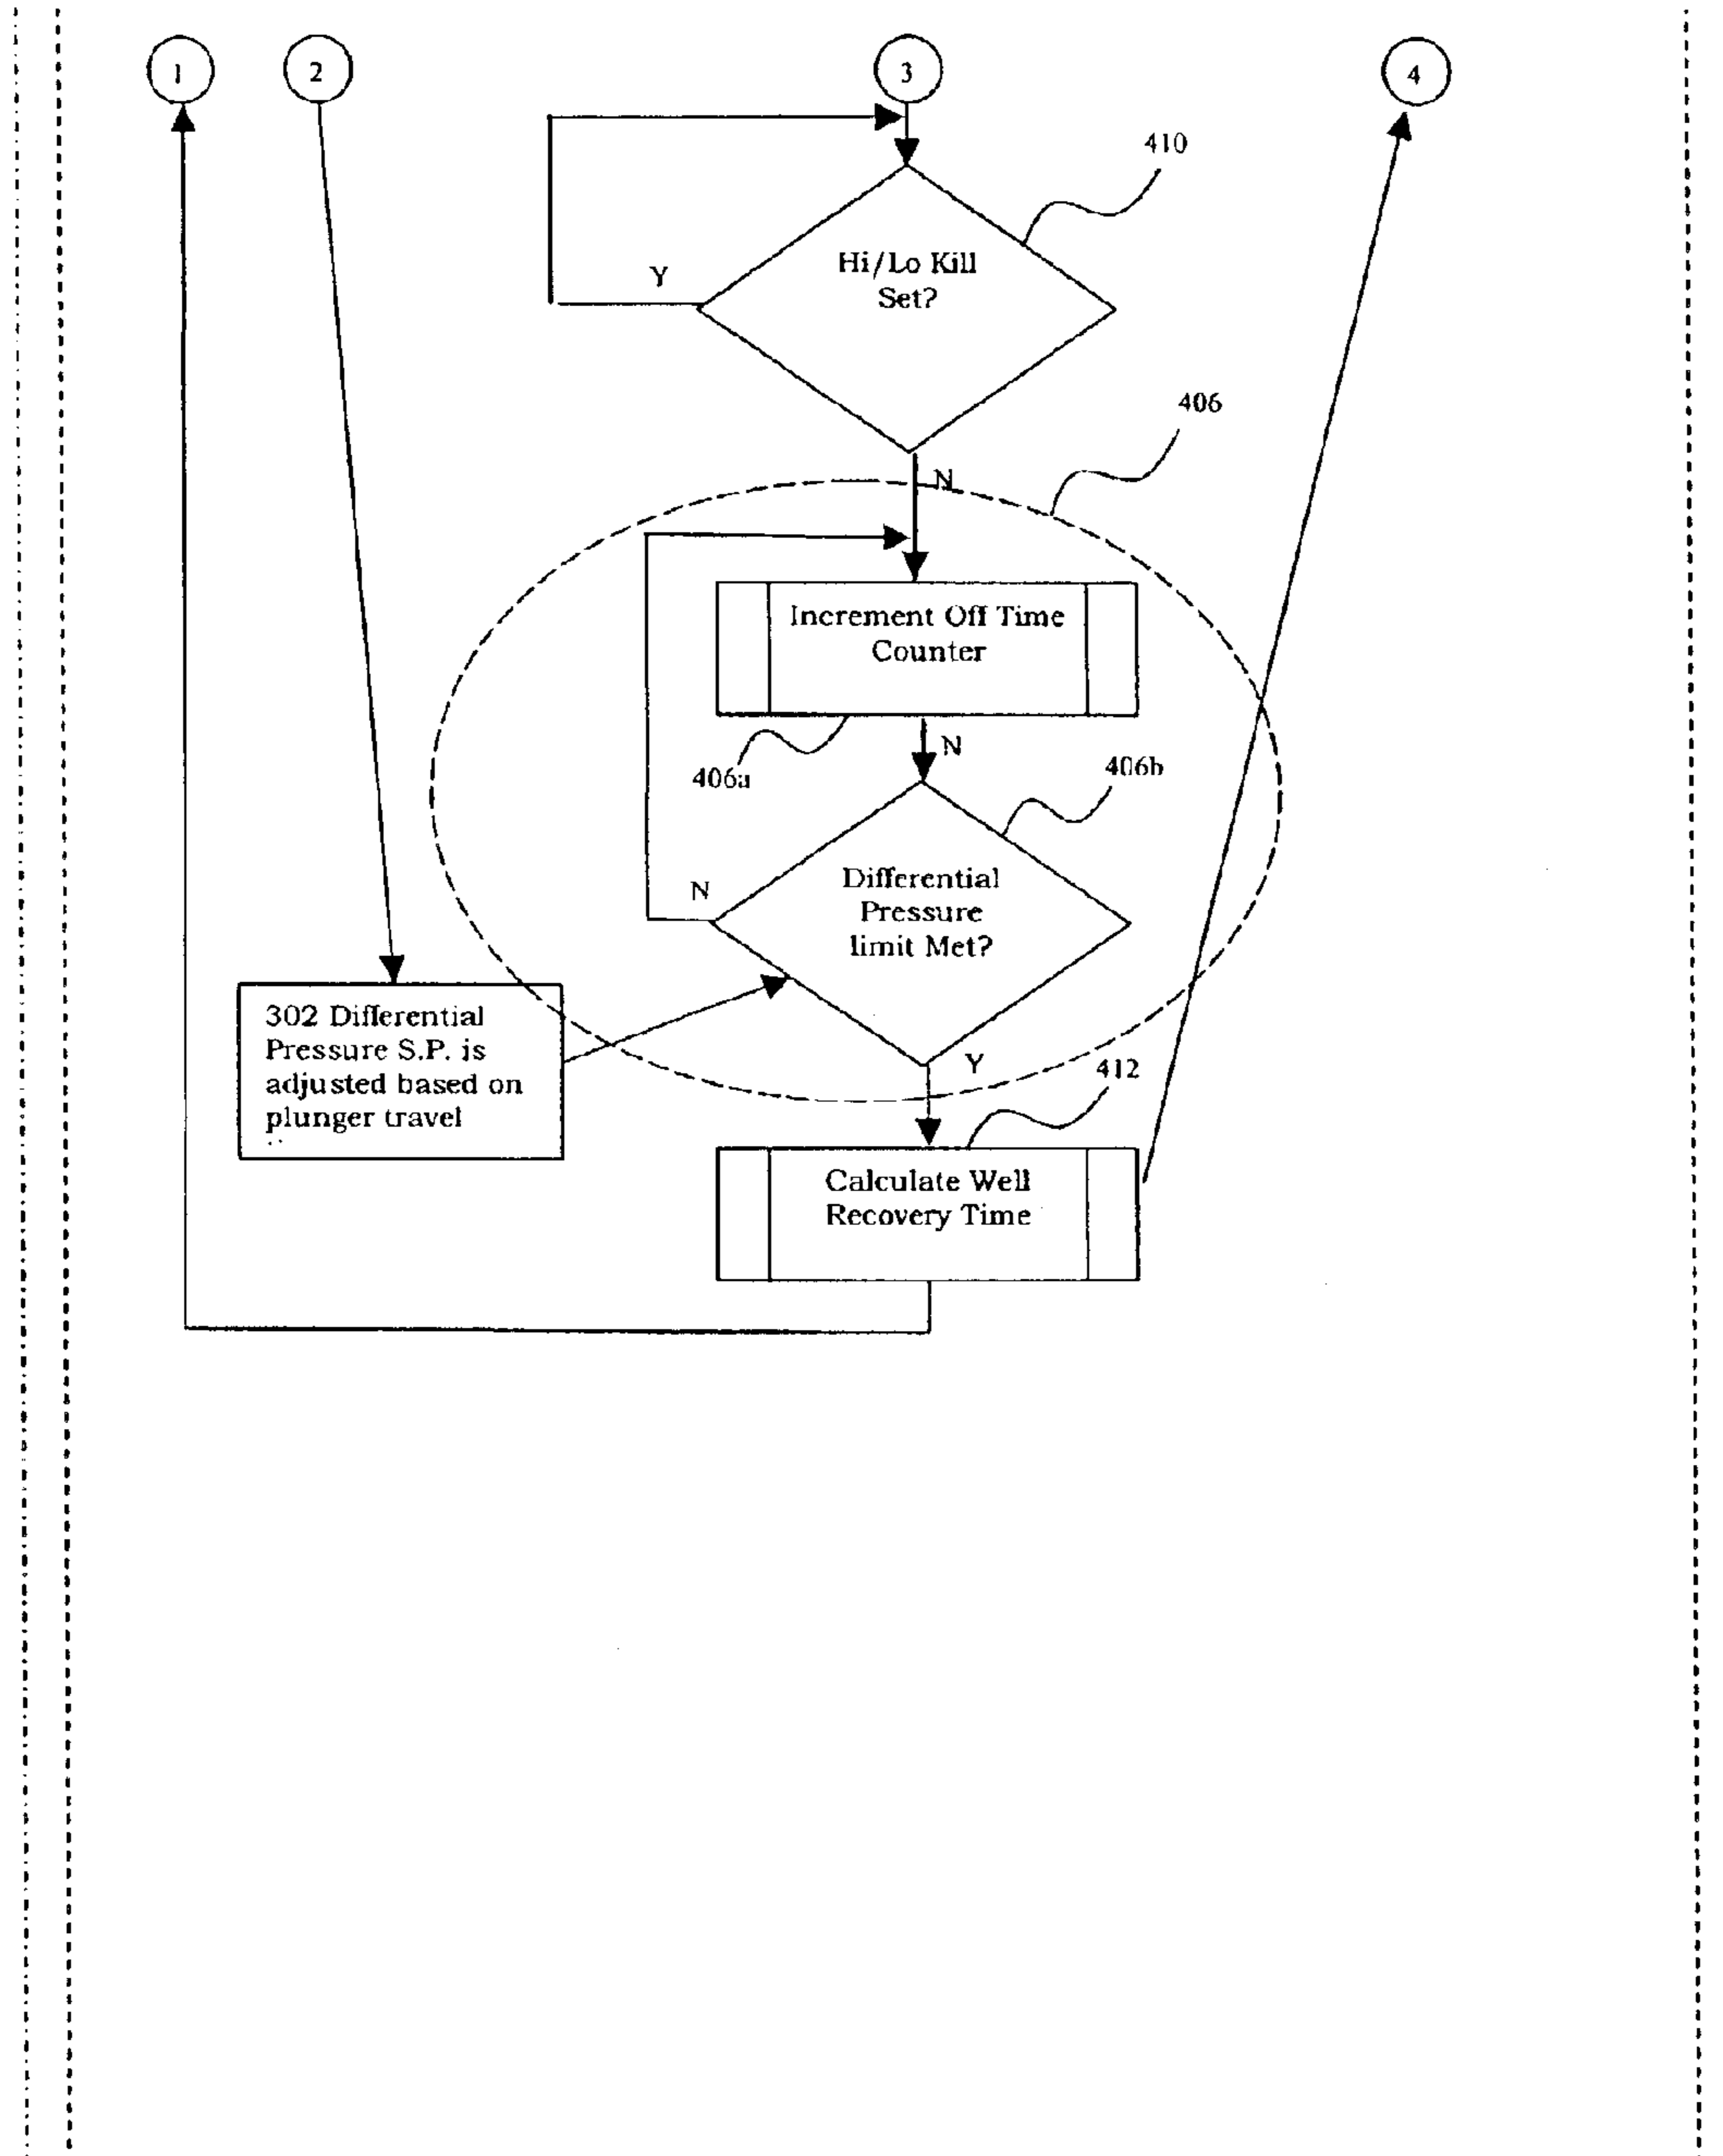 1
2
3
4
410
Hi/Lo Kill
Set?
Y
406
N
Increment Off Time
Counter
N
406a
406b
Differential
Pressure
limit Met?
N
302 Differential
Pressure S.P. is
adjusted based on
plunger travel
Y
412
Calculate Well
Recovery Time